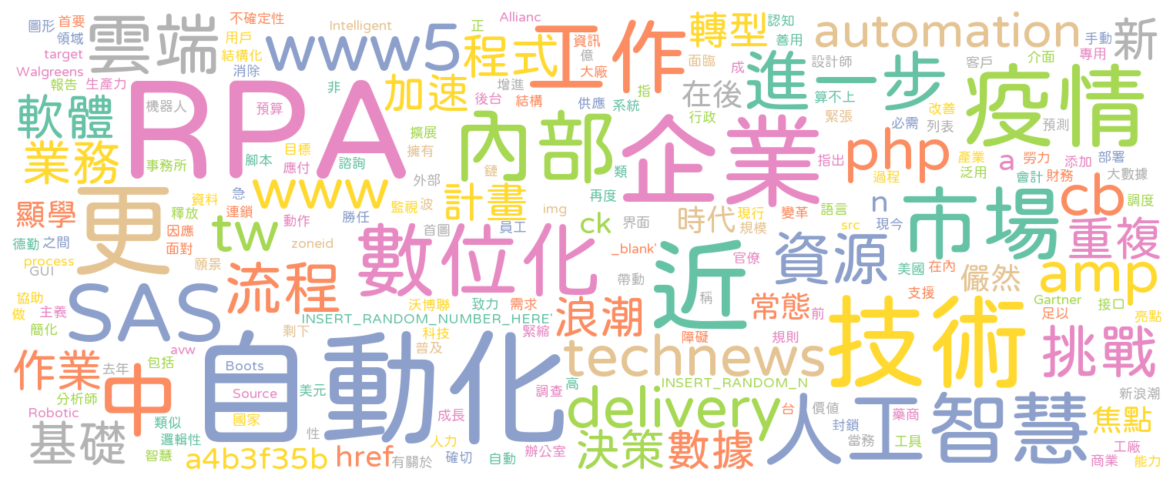 圖形 首要 雲端 不確定性 Intelligent 正 Allianc 轉型 認知 automation 手動 新
領域 用戶 www5 程式 工作 資訊 善用 介面
target 結構化 億 面臨 客戶 專用
Walgreens 消除 大廠 成 設計師
報告 生產力 RPA 非 加速 增進 指 在後 進一步 疫情
軟體 機器人 預算 後台 結構 供應 系統 算不上 改善
擴展 內部 企業 行政 緊張 必需 列表 預測
業務 目標 腳本 諮詢 擁有 php 產業 添加 部署
事務所 應付 鏈 類 指出 a 勞力 泛用 大數據
急 www 外部 再度 過程 會計 財務
顯學 更 資料 連鎖 監視 波 計畫 img ck 時代 現行 變革 語言 n 市場 cb 調度
釋放 tw 動作 勝任 首圖 員工 界面 規模 src 現今 重複
德勤 之間 因應 面對 zoneid 數位化 _blank' 官僚 資源 美國 在內
process 願景 流程 近 儼然 amp
GUI 帶動 稱 支援
協助 SAS 沃博聯 致力 需求 浪潮 常態 前 Gartner 接口
做 主義 INSERT_RANDOM_NUMBER_HERE' 技術 足以 亮點
簡化 剩下 科技 緊縮 障礙 規則 挑戰
作業 avw 自動化 普及 technews
去年 包括 Boots
中 分析師 Source 美元 調查 高 INSERT_RANDOM_N 新浪潮
Robotic 類似 國家 成長 delivery 台 價值 藥商 人工智慧 焦點
基礎 邏輯性 性 人力 辦公室 決策 數據 封鎖 當務 工具 工廠
智慧 a4b3f35b href 有關於 確切 自動 商業 能力